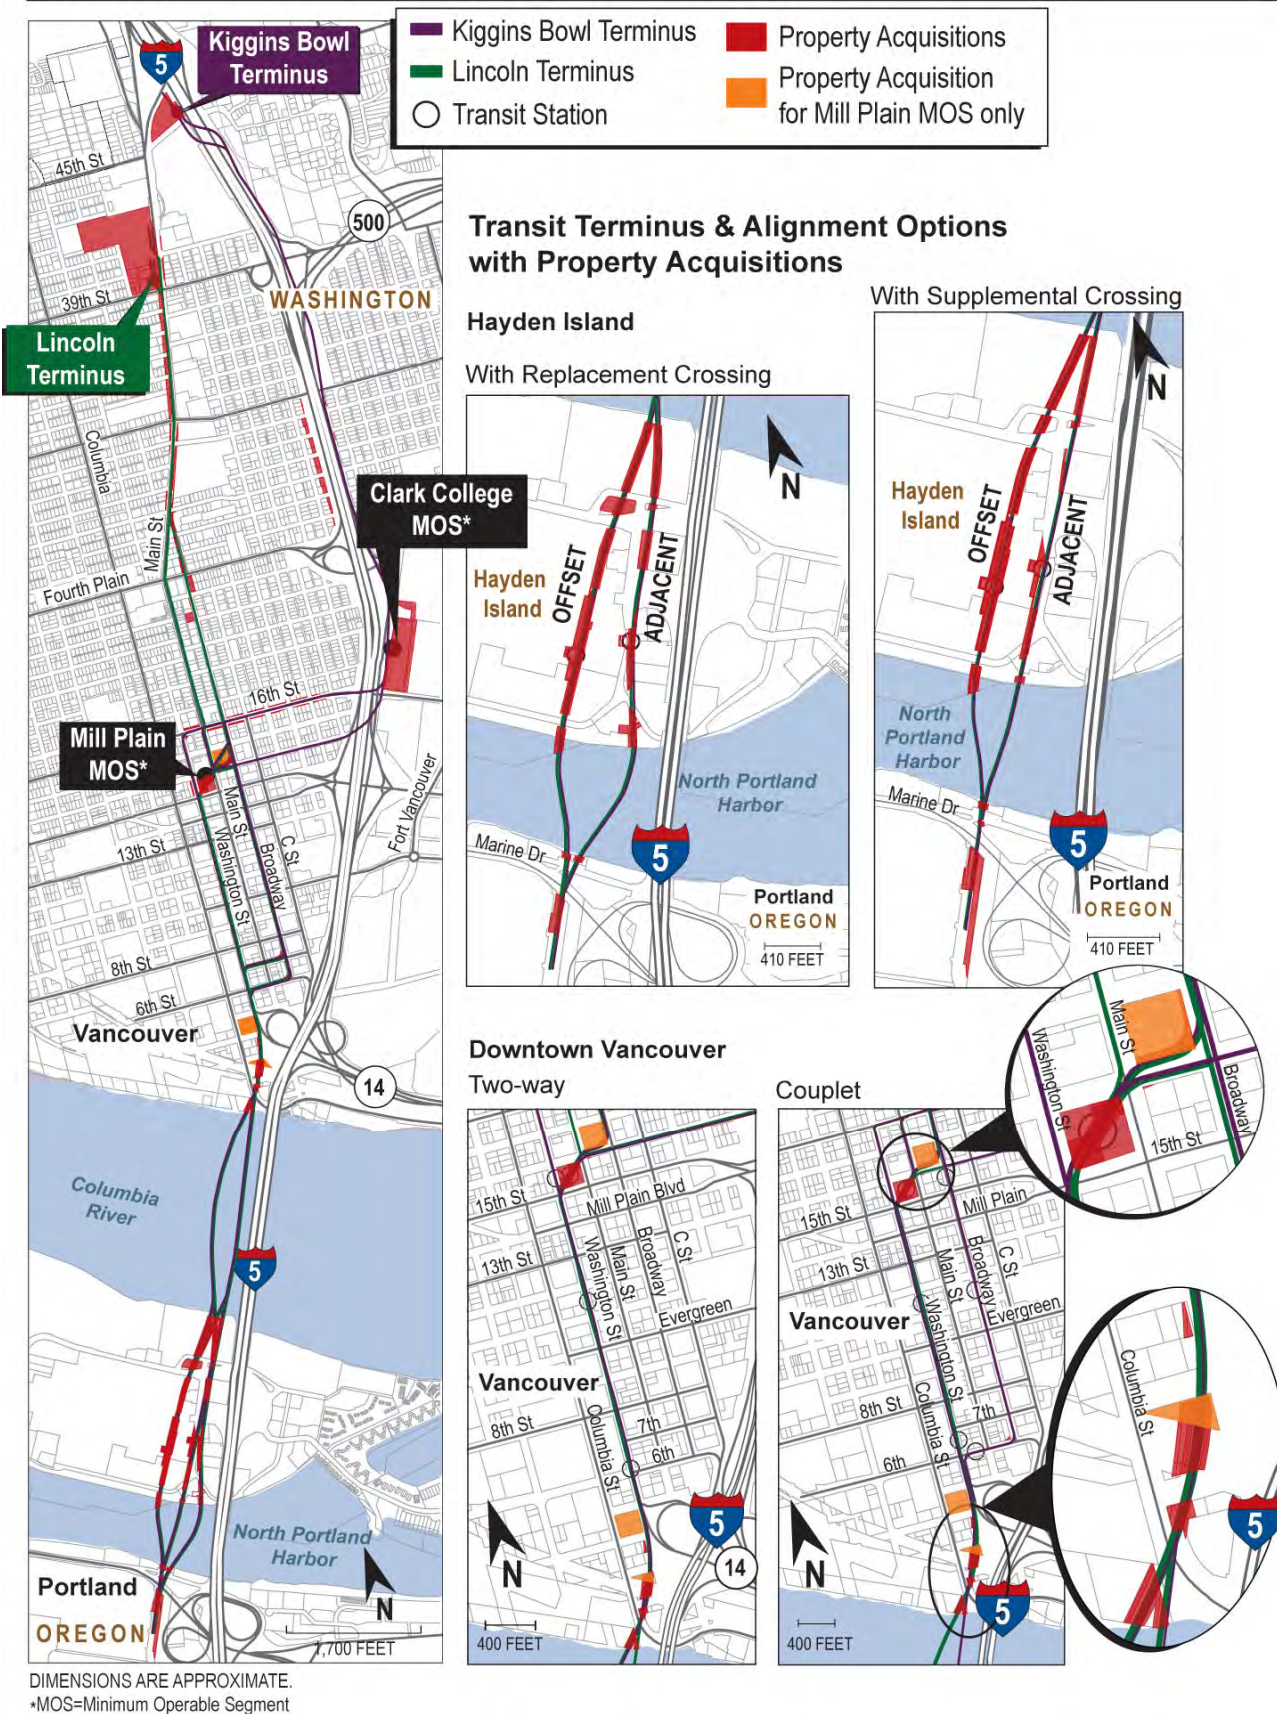 Kiggins Bowl Terminus
Lincoln Terminus
Transit Station
Property Acquisitions
Property Acquisition
for Mill Plain MOS only
5
Kiggins Bowl
Terminus
45th St
500
39th St
WASHINGTON
Lincoln
Terminus
Columbia
Main St
Clark College
MOS*
Fourth Plain
16th St
Mill Plain
MOS*
Fort Vancouver
13th St
Main St
Washington St
C St
Broadway
8th St
6th St
Vancouver
14
Columbia
River
5
North Portland
Harbor
Portland
OREGON
N
1,700 FEET
DIMENSIONS ARE APPROXIMATE.
*MOS=Minimum Operable Segment
Transit Terminus & Alignment Options
with Property Acquisitions
Hayden Island
With Replacement Crossing
N
Hayden
Island
OFFSET
ADJACENT
North Portland
Harbor
Marine Dr
5
Portland
OREGON
410 FEET
With Supplemental Crossing
N
Hayden
Island
OFFSET
ADJACENT
North
Portland
Harbor
Marine Dr
5
Portland
OREGON
410 FEET
Downtown Vancouver
Two-way
15th St
Mill Plain Blvd
13th St
Washington St
Main St
Broadway
C St
Evergreen
Vancouver
8th St
7th
Columbia St
6th
5
14
N
400 FEET
Couplet
15th St
Mill Plain
13th St
Main St
Broadway
C St
Evergreen
Vancouver
Washington St
8th St
Columbia St
7th
6th
N
5
400 FEET
Main St
Washington St
Broadway
15th St
Columbia St
5